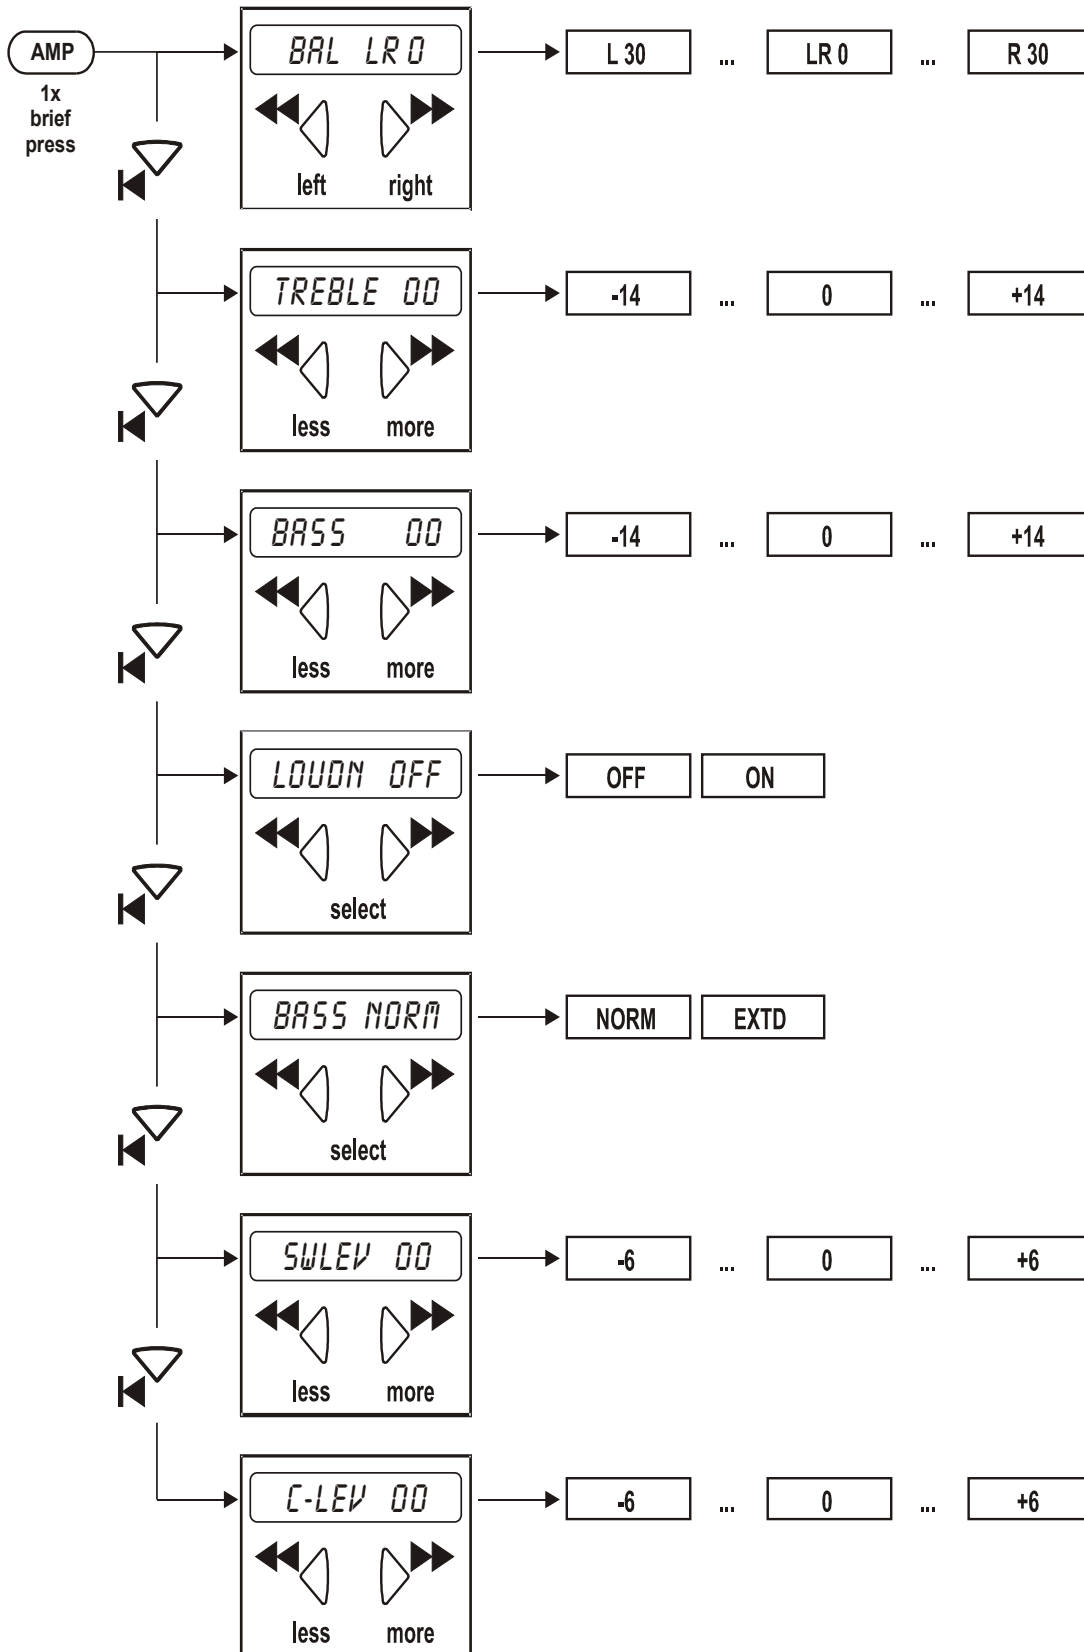 AMP
1x
brief
press
BAL LR 0
L 30 ... LR 0 ... R 30
left right
TREBLE 00
-14 ... 0 ... +14
less more
BASS 00
-14 ... 0 ... +14
less more
LOUDN OFF
OFF ON
select
BASS NORM
NORM EXTD
select
SWLEV 00
-6 ... 0 ... +6
less more
C-LEV 00
-6 ... 0 ... +6
less more